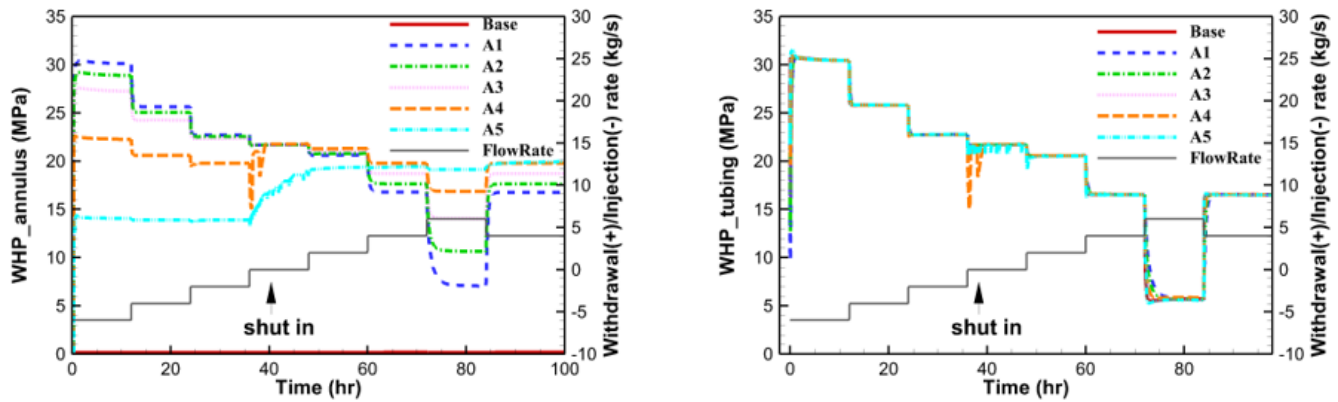 WHP_annulus (MPa)
35
30
25
20
15
10
5
0
0
20
40
60
80
100
Time (hr)
Base
A1
A2
A3
A4
A5
FlowRate
shut in
30
25
20
15
10
5
0
-5
-10
Withdrawal(+)/Injection(-) rate (kg/s)
WHP_tubing (MPa)
35
30
25
20
15
10
5
0
0
20
40
60
80
Time (hr)
Base
A1
A2
A3
A4
A5
FlowRate
shut in
30
25
20
15
10
5
0
-5
-10
Withdrawal(+)/Injection(-) rate (kg/s)